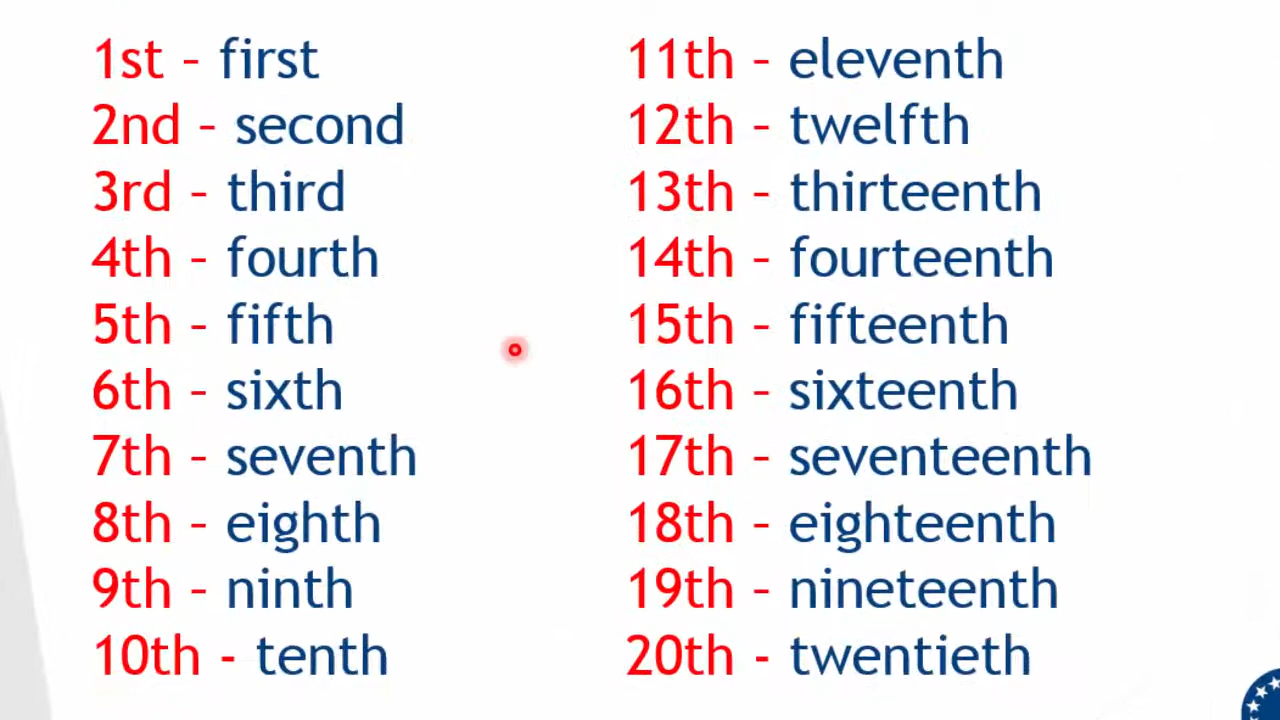 1st – first
2nd – second
3rd – third
4th – fourth
5th – fifth
6th – sixth
7th – seventh
8th – eighth
9th – ninth
10th - tenth
11th – eleventh
12th – twelfth
13th – thirteenth
14th – fourteenth
15th – fifteenth
16th – sixteenth
17th – seventeenth
18th – eighteenth
19th – nineteenth
20th - twentieth